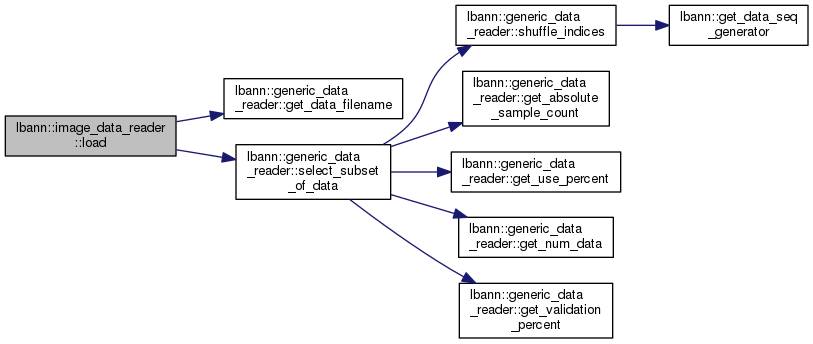 lbann::image_data_reader
::load
lbann::generic_data
_reader::get_data_filename
lbann::generic_data
_reader::select_subset
_of_data
lbann::generic_data
_reader::shuffle_indices
lbann::get_data_seq
_generator
lbann::generic_data
_reader::get_absolute
_sample_count
lbann::generic_data
_reader::get_use_percent
lbann::generic_data
_reader::get_num_data
lbann::generic_data
_reader::get_validation
_percent